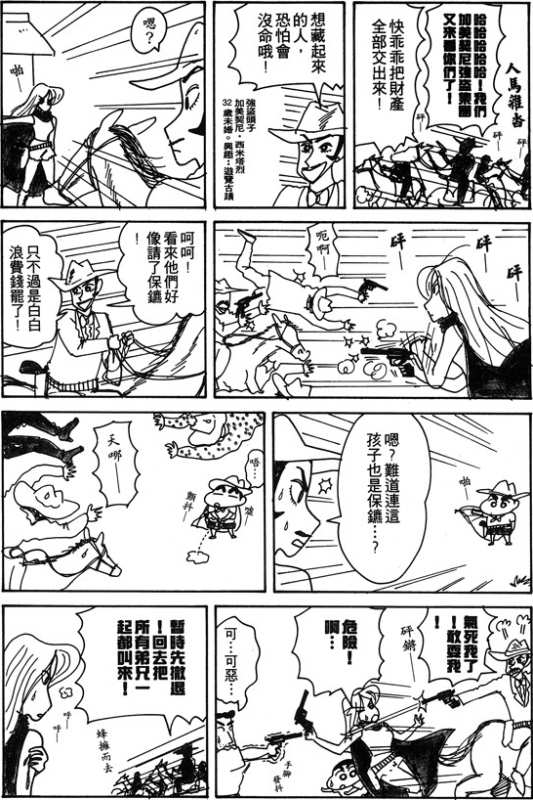 人馬雜沓
哈哈哈哈哈!我們
加美契尼強盜集團
又來看你們了!
砰
砰
快乖乖把財產
全部交出來!
想藏起來
的人,
恐怕會
沒命哦!
強盜頭子
加美契尼·西米塔烈
32歲未婚。興趣:遊覽古蹟
嗯?
啪
砰
砰
砰
呃啊
呵呵!
看來他們好
像請了保鑣
!
只不過是白白
浪費錢罷了!
啪
嗯?難道連這
孩子也是保鑣
…?
唔…
嗆
顫抖
天哪
氣死我了
!敢耍我
!
砰鏘
危險!
啊…
可…可惡…
手腳
發抖
暫時先撤退
!回去把
所有弟兄一
起都叫來!
呼
呼
蜂擁而去